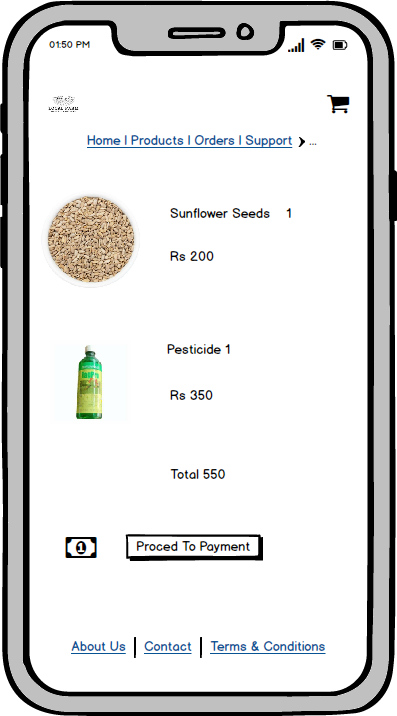 01:50 PM
Home | Products | Orders | Support ...
Sunflower Seeds 1
Rs 200
Pesticide 1
Rs 350
Total 550
1 Proced To Payment
About Us | Contact | Terms & Conditions